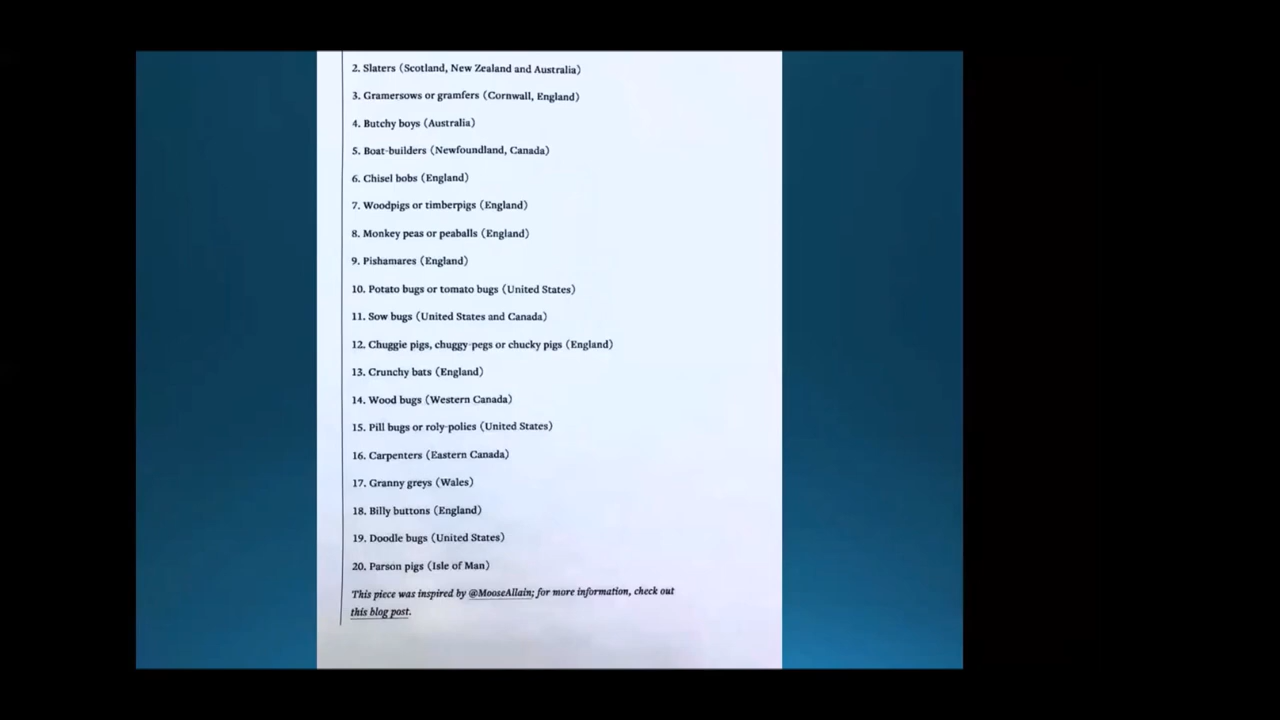 2. Slaters (Scotland, New Zealand and Australia)
3. Gramersows or gramfers (Cornwall, England)
4. Butchy boys (Australia)
5. Boat-builders (Newfoundland, Canada)
6. Chisel bobs (England)
7. Woodpigs or timberpigs (England)
8. Monkey peas or peaballs (England)
9. Pishamares (England)
10. Potato bugs or tomato bugs (United States)
11. Sow bugs (United States and Canada)
12. Chuggie pigs, chuggy-pegs or chucky pigs (England)
13. Crunchy bats (England)
14. Wood bugs (Western Canada)
15. Pill bugs or roly-polies (United States)
16. Carpenters (Eastern Canada)
17. Granny greys (Wales)
18. Billy buttons (England)
19. Doodle bugs (United States)
20. Parson pigs (Isle of Man)
This piece was inspired by @MooseAllain; for more information, check out
this blog post.